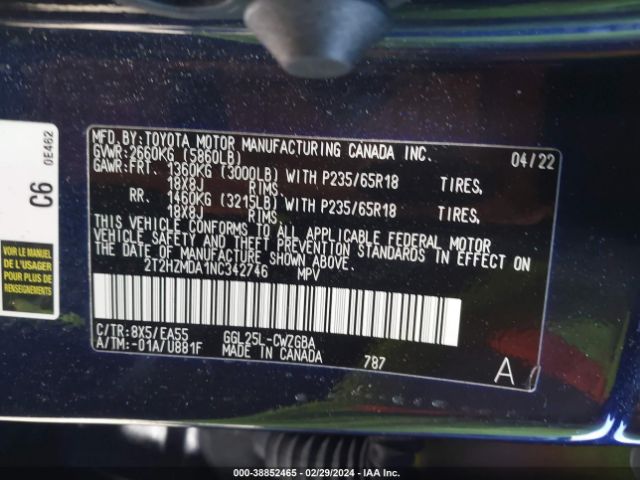 C6
0E462
VOIR LE MANUEL
DE L'USAGER
POUR PLUS DE
RENSEIGNEMENTS
MFD. BY: TOYOTA MOTOR MANUFACTURING CANADA INC. 04/22
GVWR: 2660KG (5860LB)
GAWR: FRT. 1360KG (3000LB) WITH P235/65R18 TIRES,
18X8J RIMS
RR. 1460KG (3215LB) WITH P235/65R18 TIRES,
18X8J RIMS
THIS VEHICLE CONFORMS TO ALL APPLICABLE FEDERAL MOTOR
VEHICLE SAFETY AND THEFT PREVENTION STANDARDS IN EFFECT ON
THE DATE OF MANUFACTURE SHOWN ABOVE.
2T2HZMDA1NC342746 MPV
C/TR: 8X5/EA55 GGL25L-CWZGBA
A/TM: -01A/U881F MADE IN CANADA 787
A
000-38852465 - 02/29/2024 - IAA Inc.